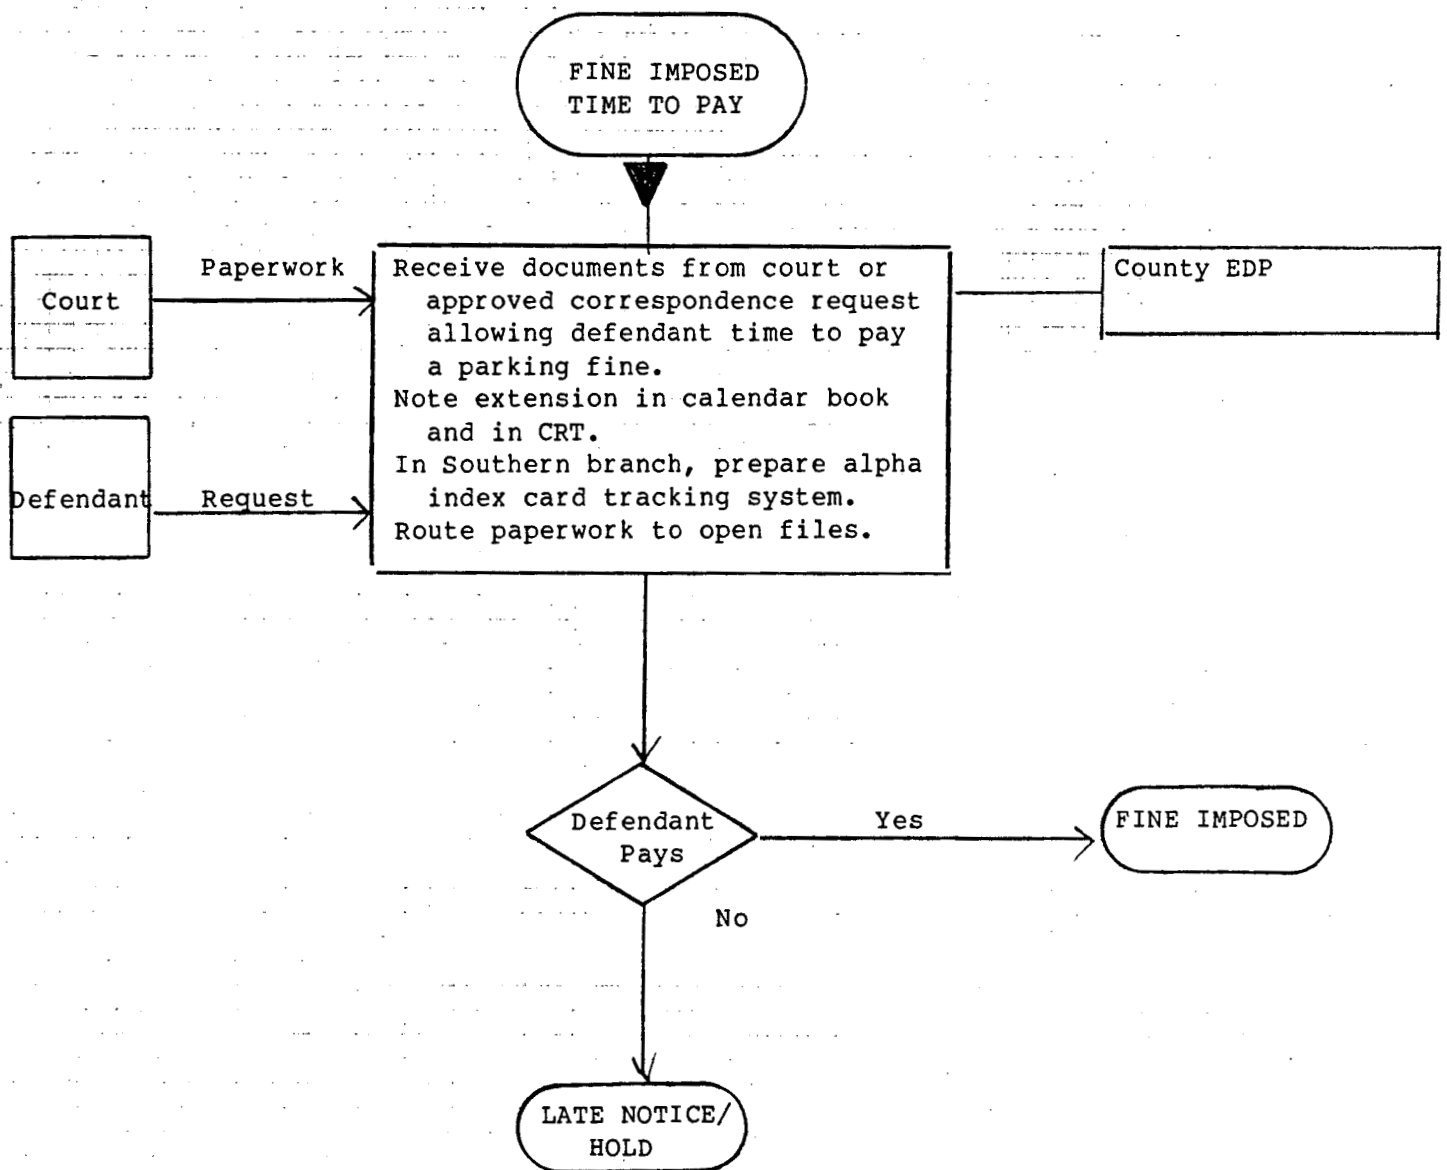 FINE IMPOSED
TIME TO PAY
Court
Paperwork
Receive documents from court or
approved correspondence request
allowing defendant time to pay
a parking fine.
Note extension in calendar book
and in CRT.
In Southern branch, prepare alpha
index card tracking system.
Route paperwork to open files.
County EDP
Defendant
Request
Defendant
Pays
Yes
FINE IMPOSED
No
LATE NOTICE/
HOLD